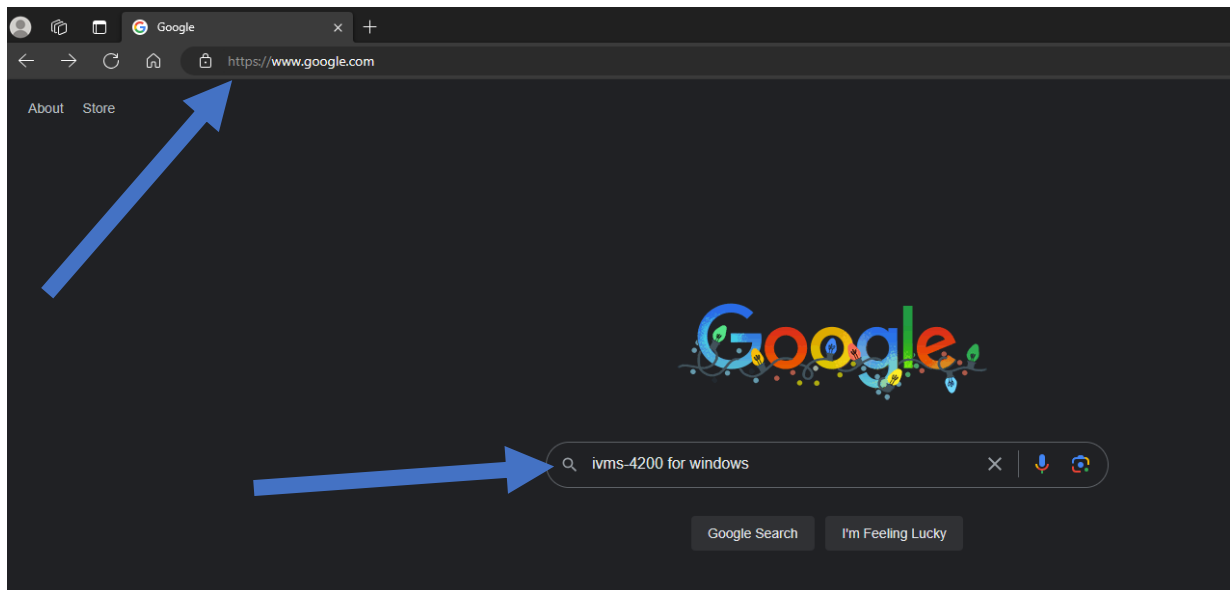 Google
https://www.google.com
About Store
Google
ivms-4200 for windows
Google Search I'm Feeling Lucky